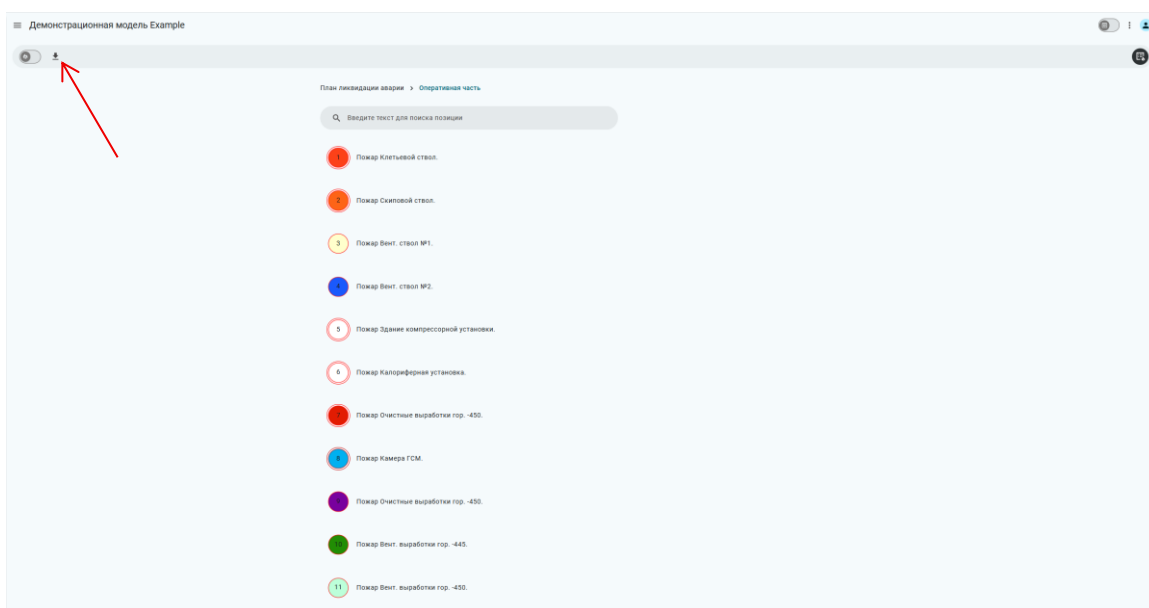 Демонстрационная модель Example
План ликвидации аварии > Оперативная часть
Введите текст для поиска позиции
1 Пожар Клетьевой ствол.
2 Пожар Скиповой ствол.
3 Пожар Вент. ствол №1.
4 Пожар Вент. ствол №2.
5 Пожар Здание компрессорной установки.
6 Пожар Калориферная установка.
7 Пожар Очистные выработки гор. -450.
8 Пожар Камера ГСМ.
9 Пожар Очистные выработки гор. -450.
10 Пожар Вент. выработки гор. -445.
11 Пожар Вент. выработки гор. -450.